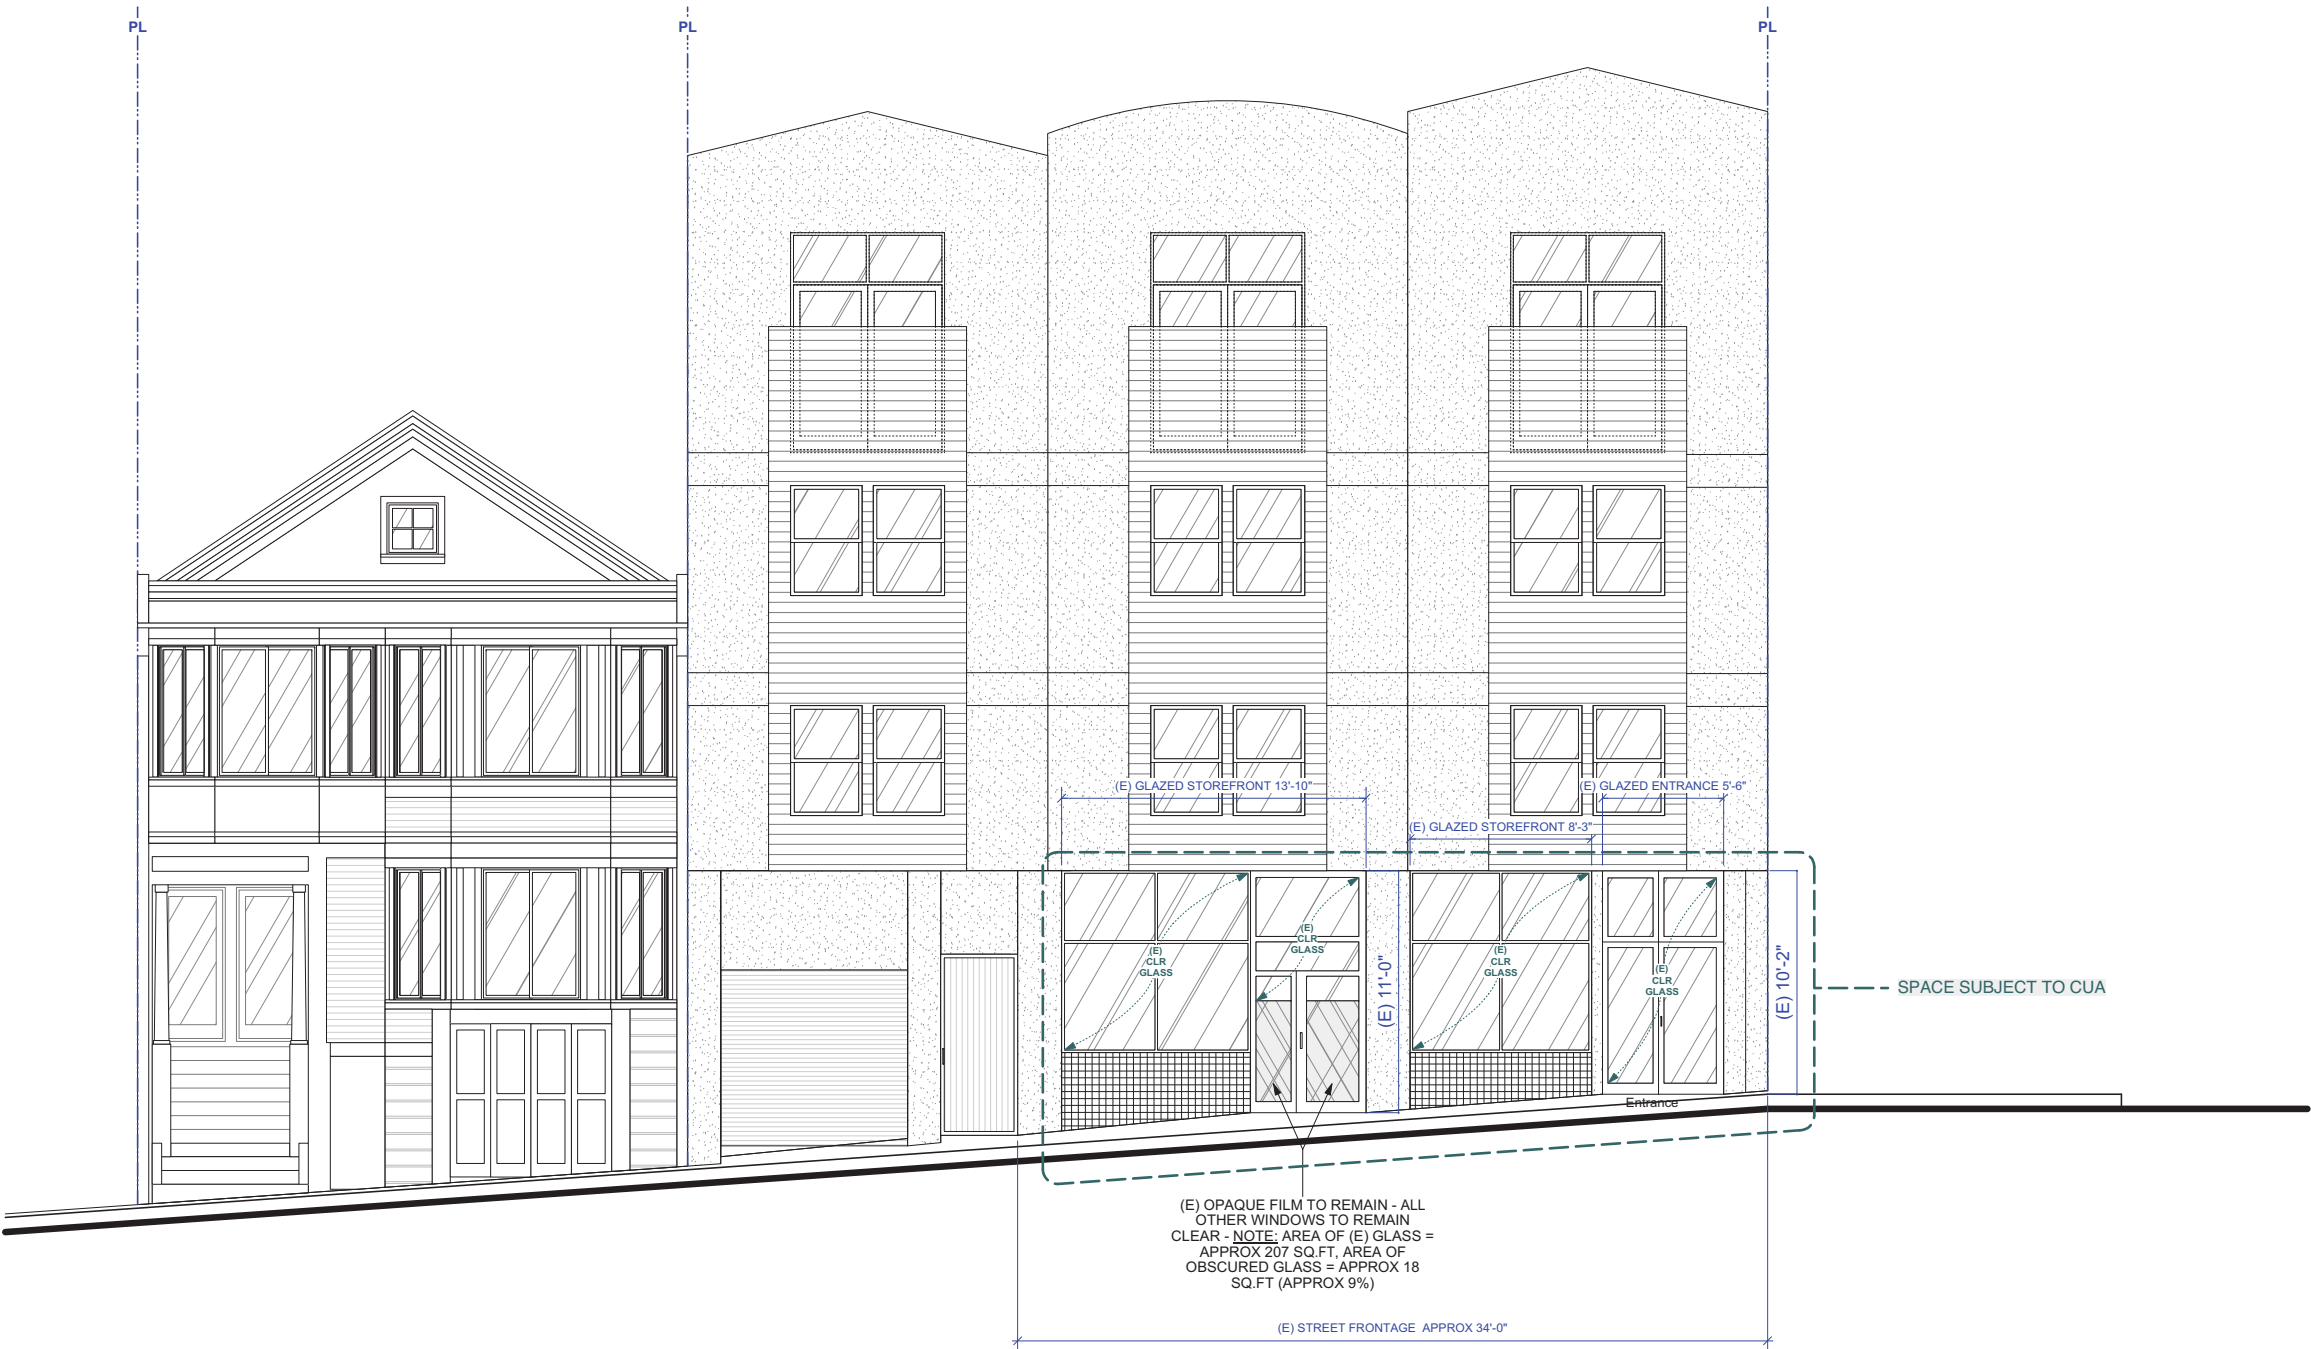 PL
PL
PL
(E) GLAZED STOREFRONT 13'-10"
(E) GLAZED ENTRANCE 5'-6"
(E) GLAZED STOREFRONT 8'-3"
(E)
CLR
GLASS
(E)
CLR
GLASS
(E)
CLR
GLASS
(E)
CLR
GLASS
(E) 11'-0"
(E) 10'-2"
SPACE SUBJECT TO CUA
Entrance
(E) OPAQUE FILM TO REMAIN - ALL
OTHER WINDOWS TO REMAIN
CLEAR - NOTE: AREA OF (E) GLASS =
APPROX 207 SQ.FT, AREA OF
OBSCURED GLASS = APPROX 18
SQ.FT (APPROX 9%)
(E) STREET FRONTAGE APPROX 34'-0"